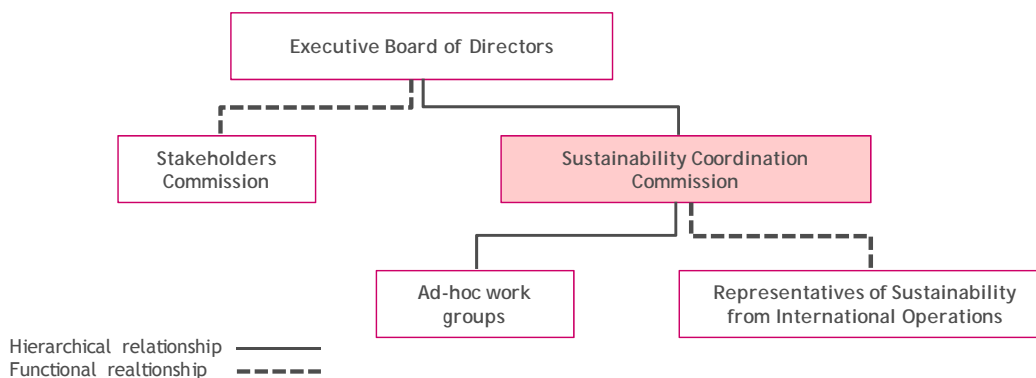 Executive Board of Directors
Stakeholders
Commission
Sustainability Coordination
Commission
Ad-hoc work
groups
Representatives of Sustainability
from International Operations
Hierarchical relationship
Functional realtionship